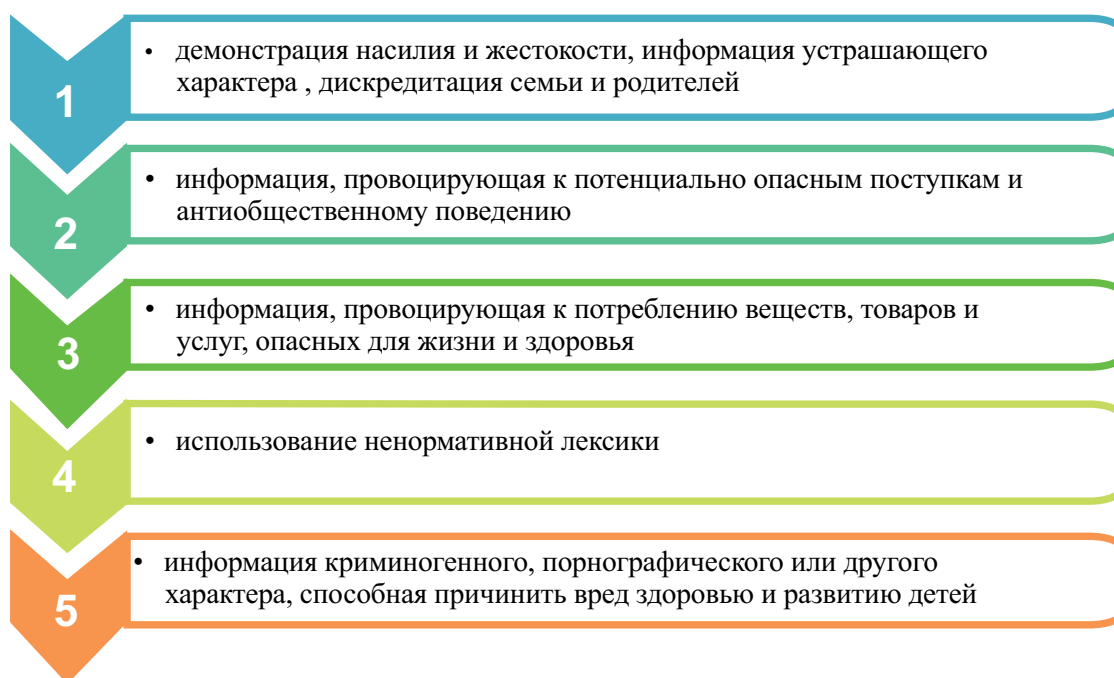 1
• демонстрация насилия и жестокости, информация устрашающего
характера , дискредитация семьи и родителей
2
• информация, провоцирующая к потенциально опасным поступкам и
антиобщественному поведению
3
• информация, провоцирующая к потреблению веществ, товаров и
услуг, опасных для жизни и здоровья
4
• использование ненормативной лексики
5
• информация криминогенного, порнографического или другого
характера, способная причинить вред здоровью и развитию детей